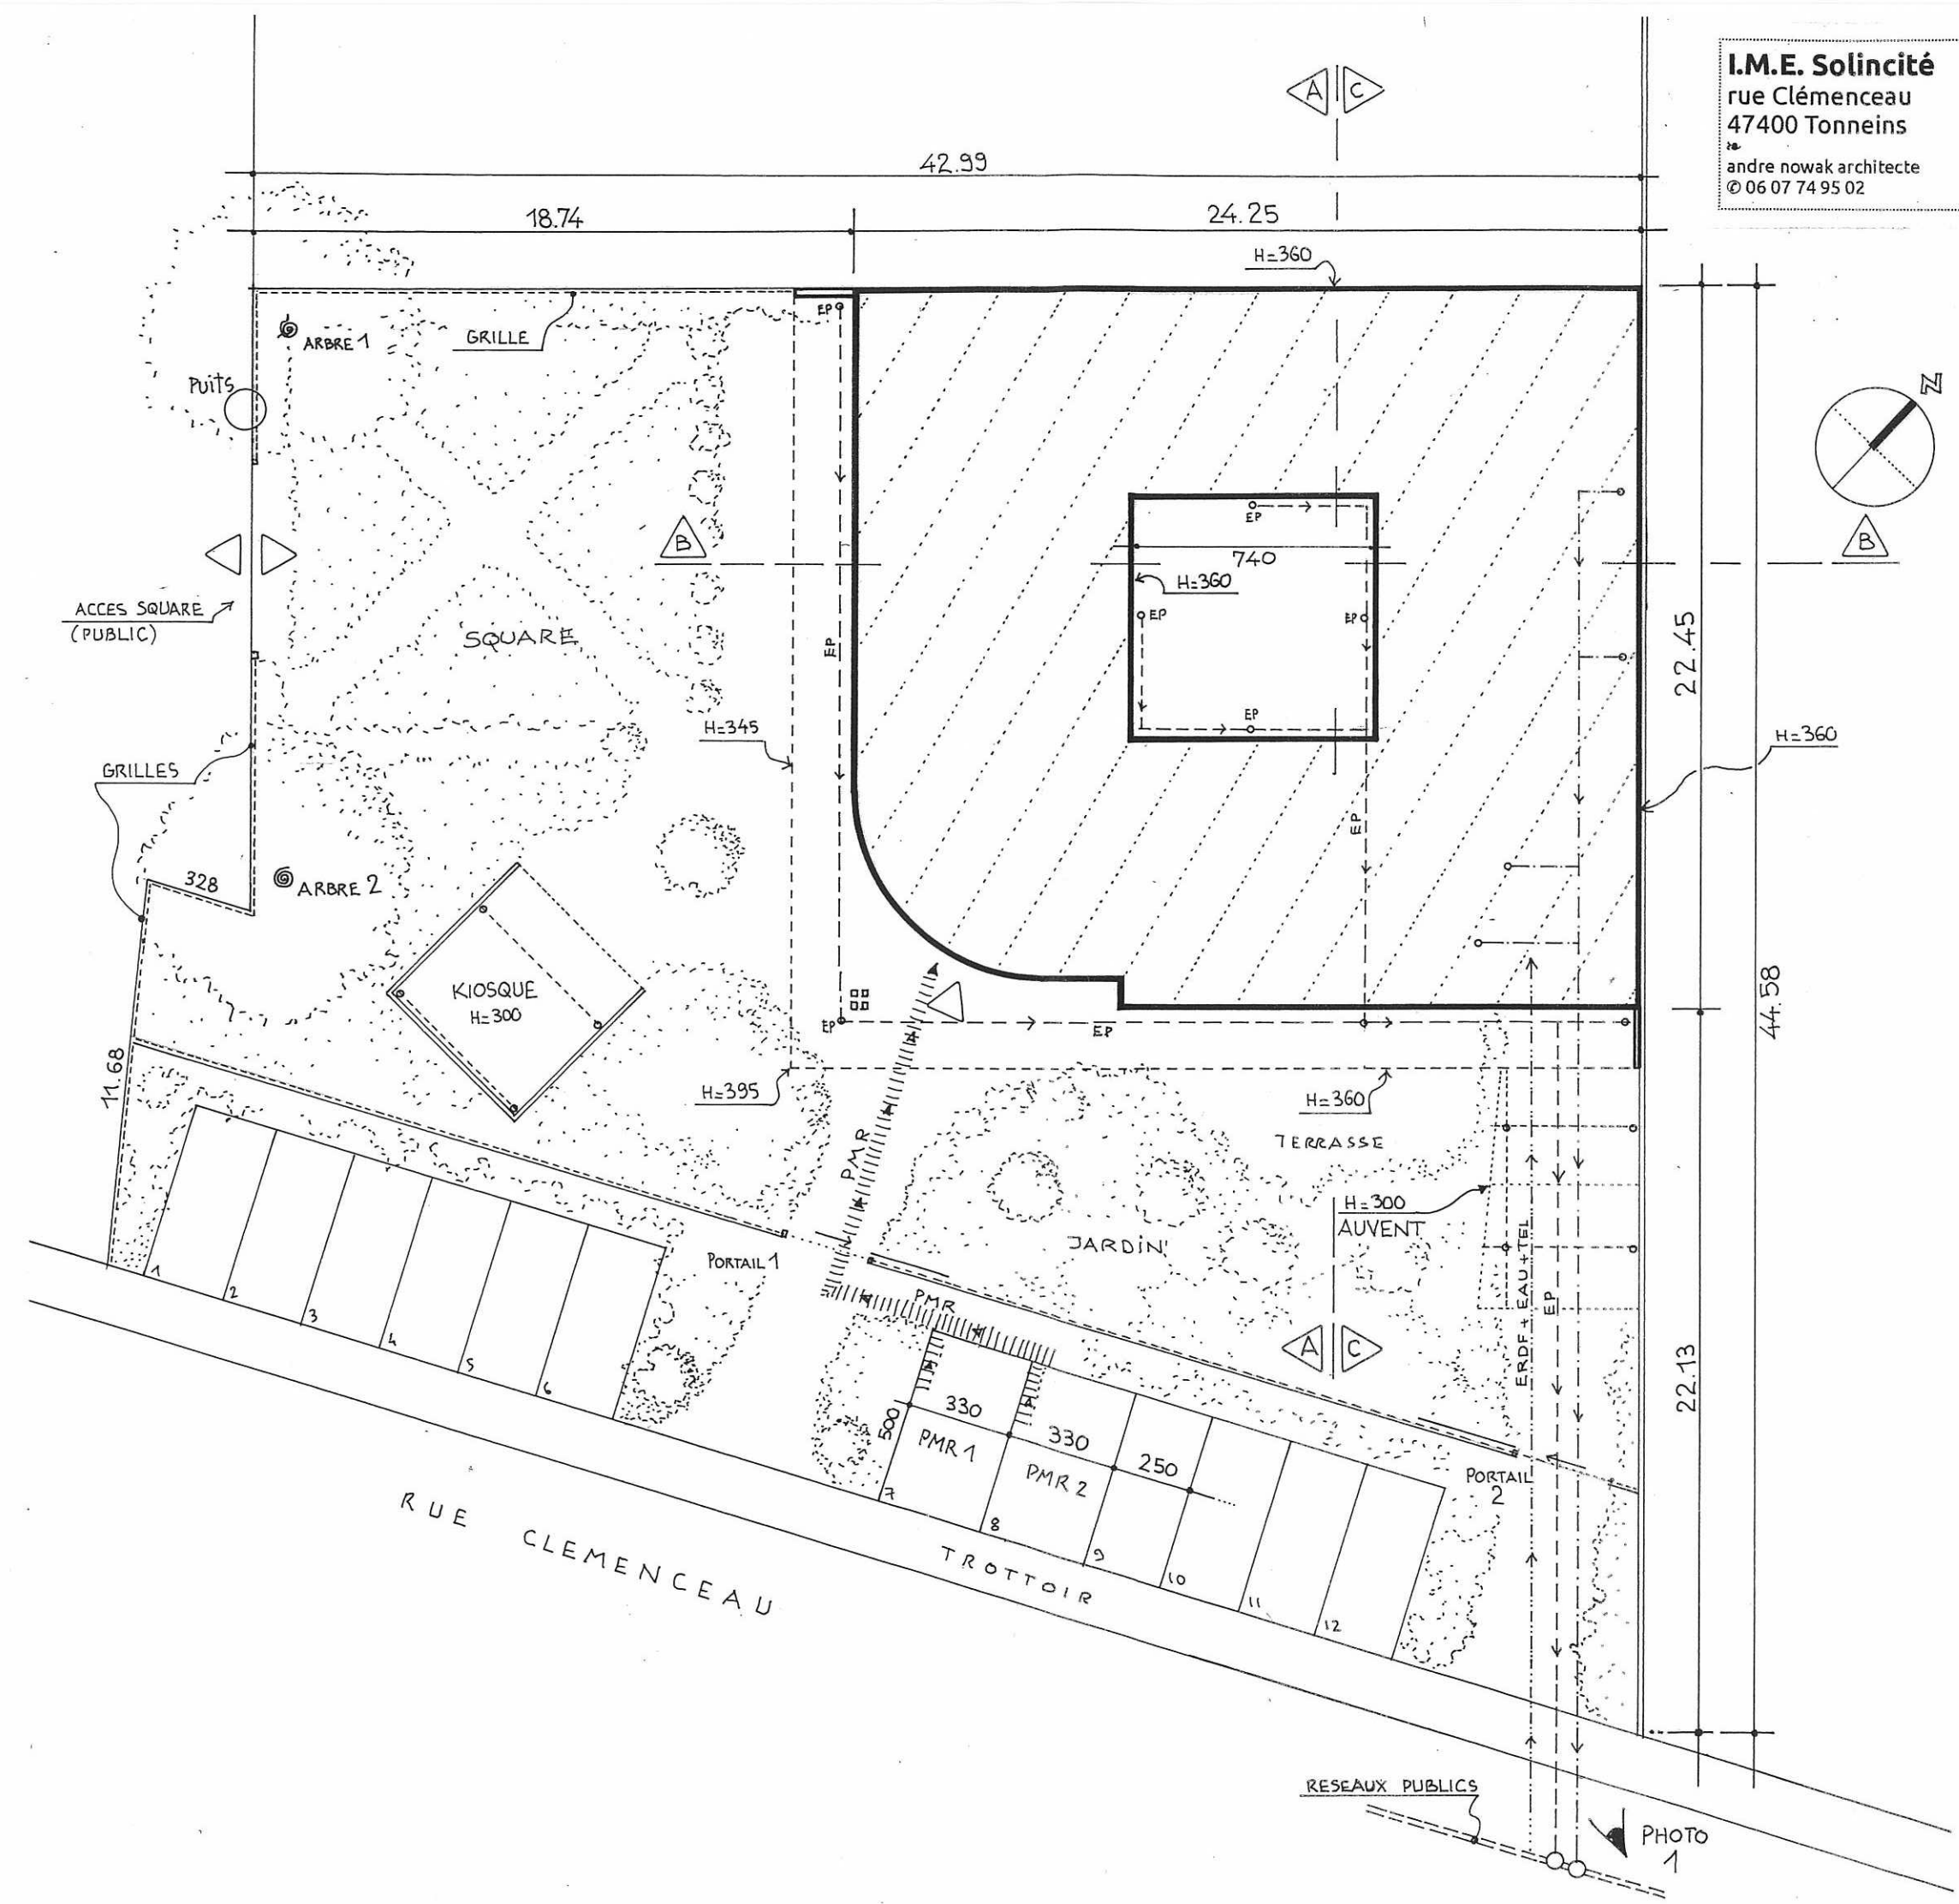 I.M.E. Solincité
rue Clémenceau
47400 Tonneins
andre nowak architecte
✆ 06 07 74 95 02
A C
42.99
18.74
24.25
H=360
EP
GRILLE
ARBRE 1
Puits
N
EP
740
H=360
B
B
ACCES SQUARE
(PUBLIC)
SQUARE
EP
EP
EP
22.45
EP
H=345
H=360
GRILLES
EP
328
ARBRE 2
KIOSQUE
H=300
44.58
EP
EP
11.68
H=395
H=360
PMR
TERRASSE
H=300
AUVENT
JARDIN
PORTAIL 1
ERDF + EAU + TEL
EP
PMR
A C
22.13
1
2
3
4
5
6
330
500
PMR 1
330
PMR 2
250
PORTAIL
2
7
8
9
10
11
12
RUE CLEMENCEAU
TROTTOIR
RESEAUX PUBLICS
PHOTO
1